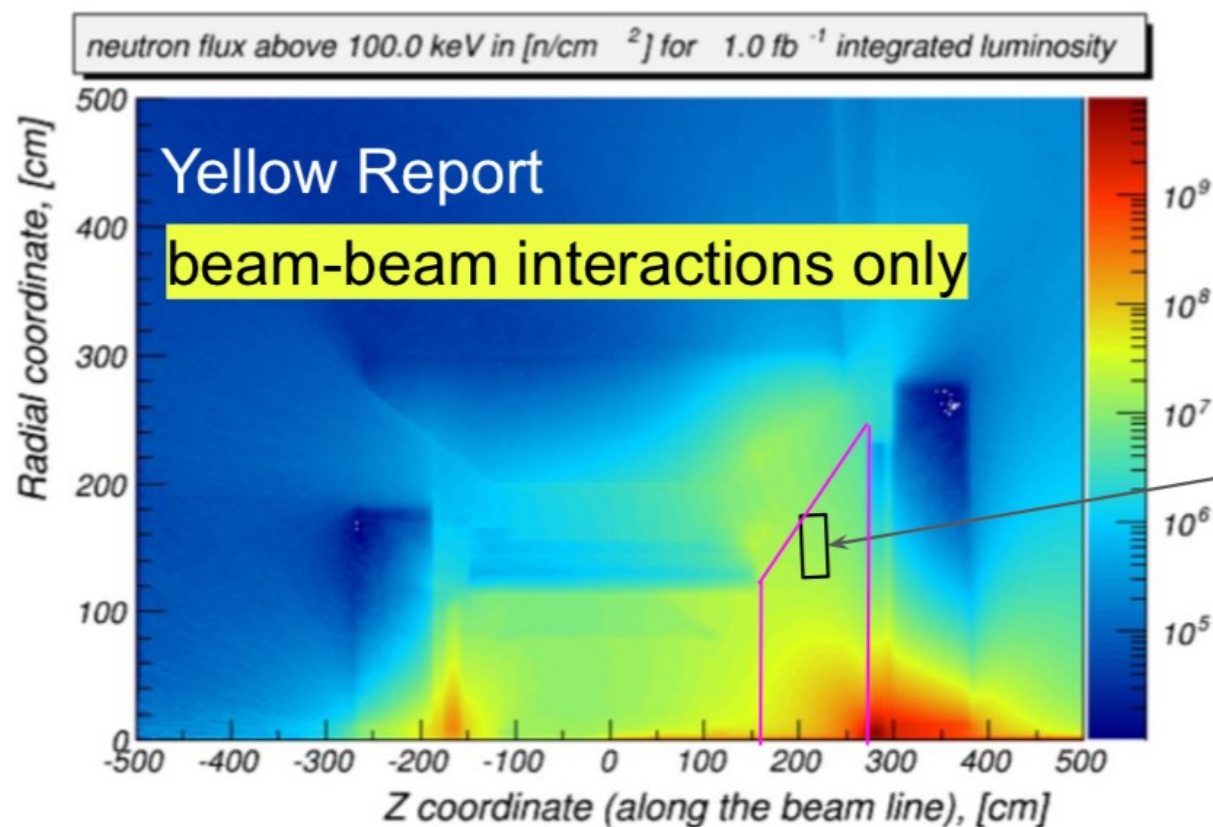 neutron flux above 100.0 keV in [n/cm 2] for 1.0 fb -1 integrated luminosity
Yellow Report
beam-beam interactions only
Radial coordinate, [cm]
500
400
300
200
100
0
-500 -400 -300 -200 -100 0 100 200 300 400 500
Z coordinate (along the beam line), [cm]
10^9
10^8
10^7
10^6
10^5